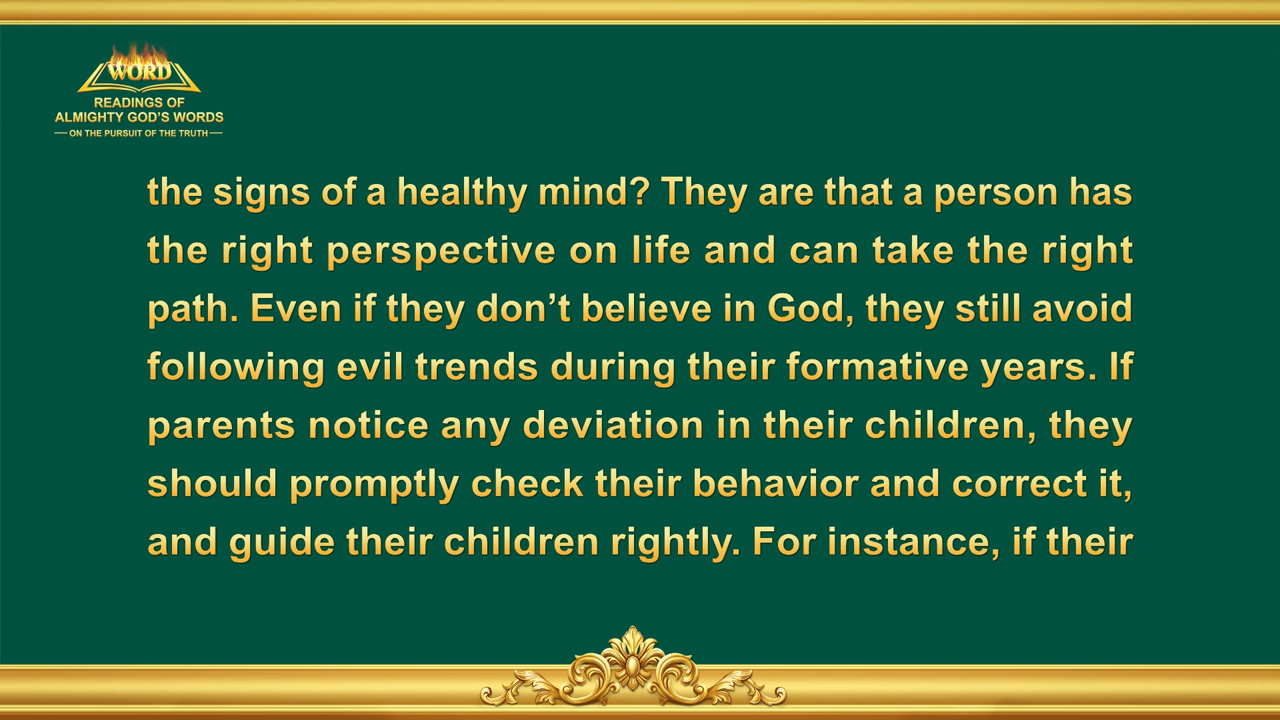 WORD
READINGS OF
ALMIGHTY GOD'S WORDS
— ON THE PURSUIT OF THE TRUTH —
the signs of a healthy mind? They are that a person has
the right perspective on life and can take the right
path. Even if they don’t believe in God, they still avoid
following evil trends during their formative years. If
parents notice any deviation in their children, they
should promptly check their behavior and correct it,
and guide their children rightly. For instance, if their